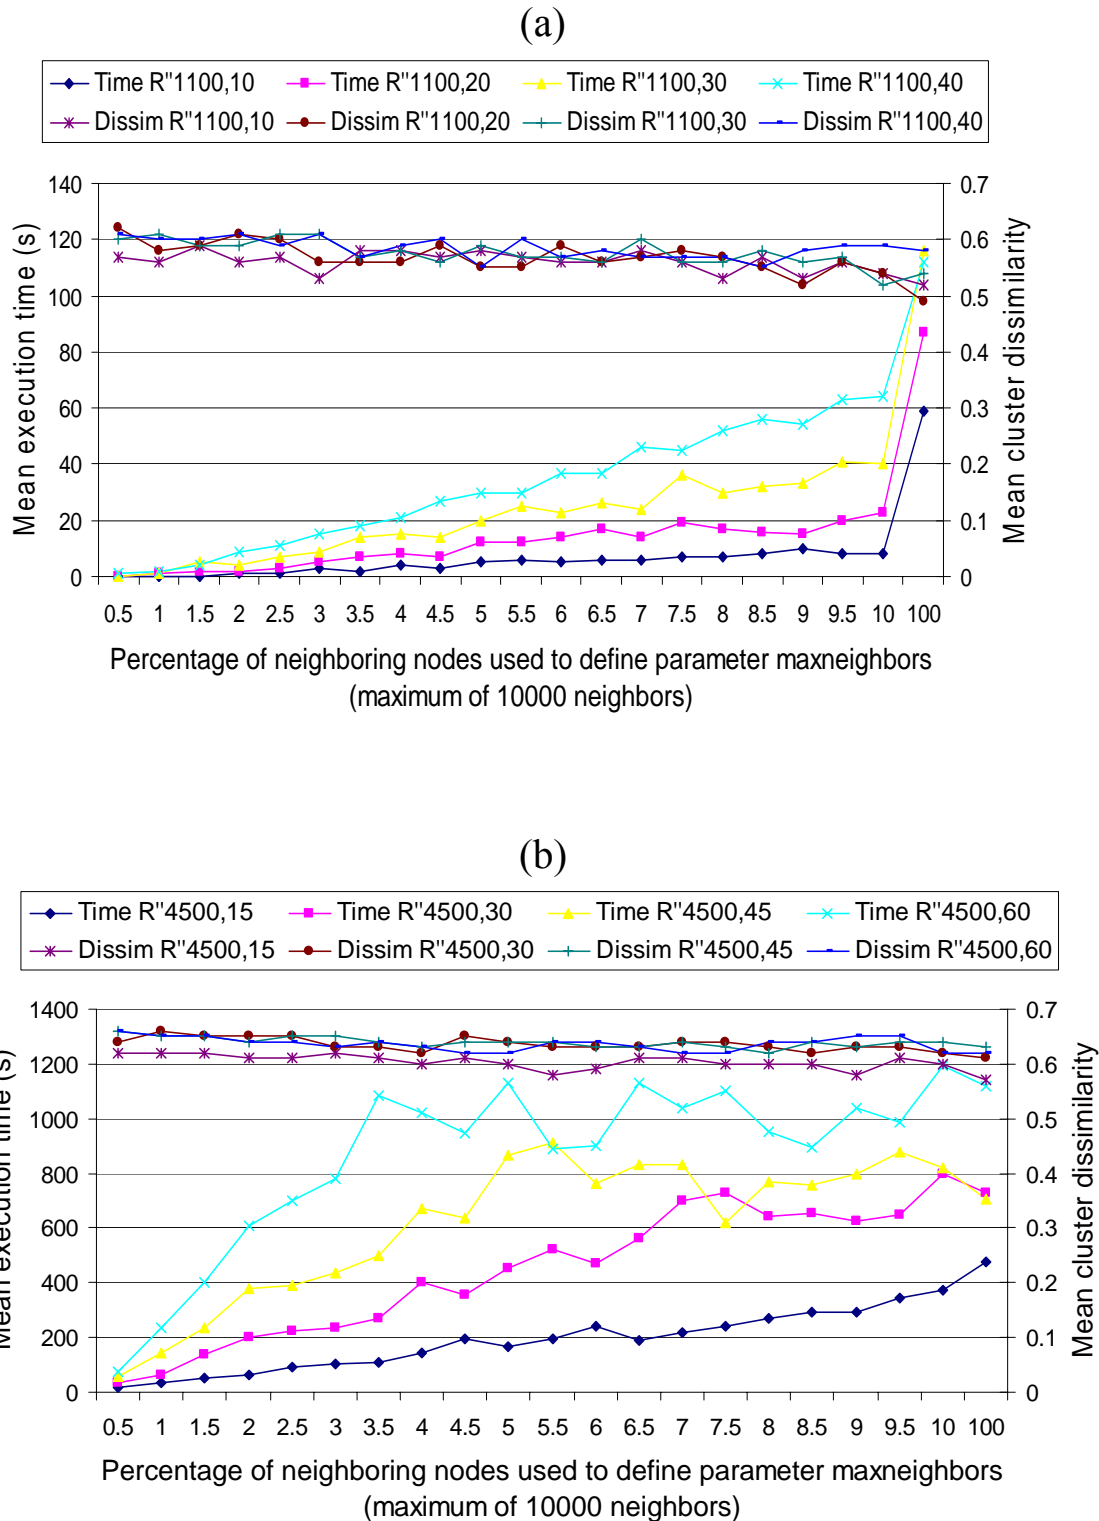 (a)
Time R"1100,10 Time R"1100,20 Time R"1100,30 Time R"1100,40
Dissim R"1100,10 Dissim R"1100,20 Dissim R"1100,30 Dissim R"1100,40
Mean execution time (s)
140
120
100
80
60
40
20
0
0.7
0.6
0.5
0.4
0.3
0.2
0.1
0
Mean cluster dissimilarity
0.5 1 1.5 2 2.5 3 3.5 4 4.5 5 5.5 6 6.5 7 7.5 8 8.5 9 9.5 10 100
Percentage of neighboring nodes used to define parameter maxneighbors
(maximum of 10000 neighbors)
(b)
Time R"4500,15 Time R"4500,30 Time R"4500,45 Time R"4500,60
Dissim R"4500,15 Dissim R"4500,30 Dissim R"4500,45 Dissim R"4500,60
Mean execution time (s)
1400
1200
1000
800
600
400
200
0
0.7
0.6
0.5
0.4
0.3
0.2
0.1
0
Mean cluster dissimilarity
0.5 1 1.5 2 2.5 3 3.5 4 4.5 5 5.5 6 6.5 7 7.5 8 8.5 9 9.5 10 100
Percentage of neighboring nodes used to define parameter maxneighbors
(maximum of 10000 neighbors)